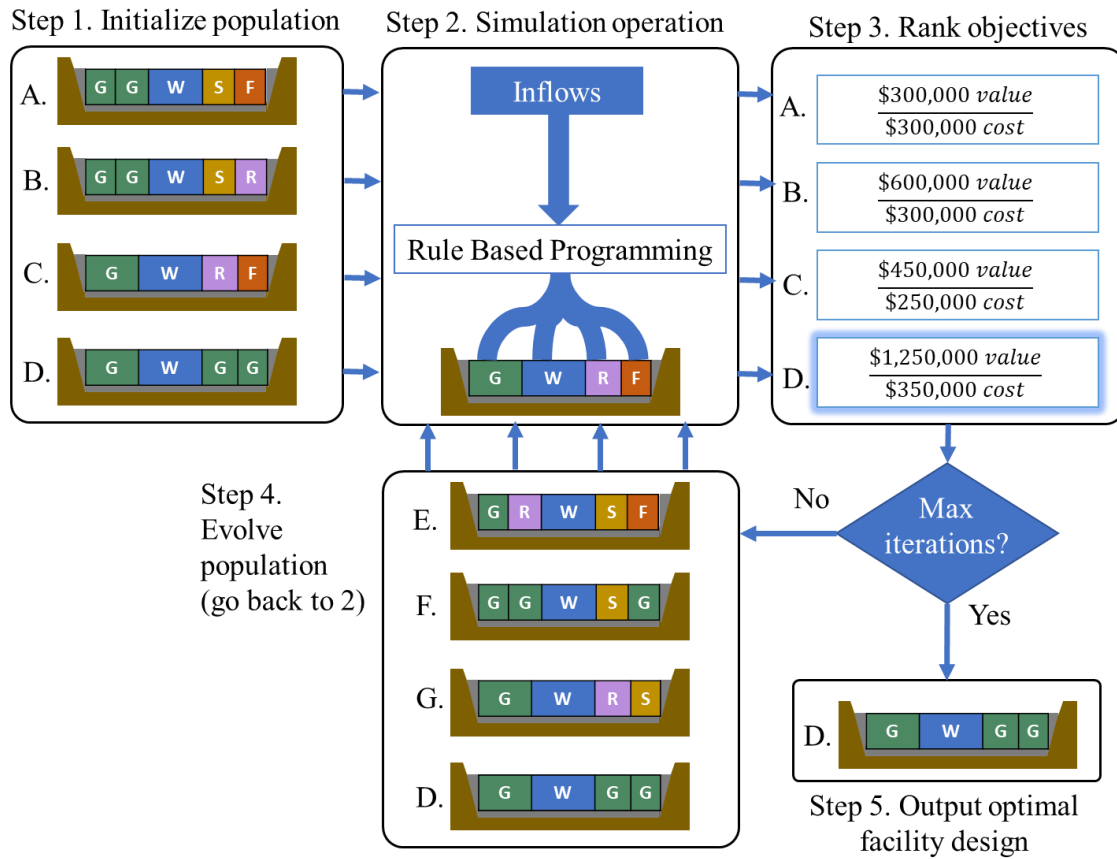 Step 1. Initialize population
A. G G W S F
B. G G W S R
C. G W R F
D. G W G G
Step 2. Simulation operation
Inflows
Rule Based Programming
G W R F
Step 3. Rank objectives
A. $300,000 value
$300,000 cost
B. $600,000 value
$300,000 cost
C. $450,000 value
$250,000 cost
D. $1,250,000 value
$350,000 cost
Max
iterations?
No
Yes
Step 4.
Evolve
population
(go back to 2)
E. G R W S F
F. G G W S G
G. G W R S
D. G W G G
D. G W G G
Step 5. Output optimal
facility design